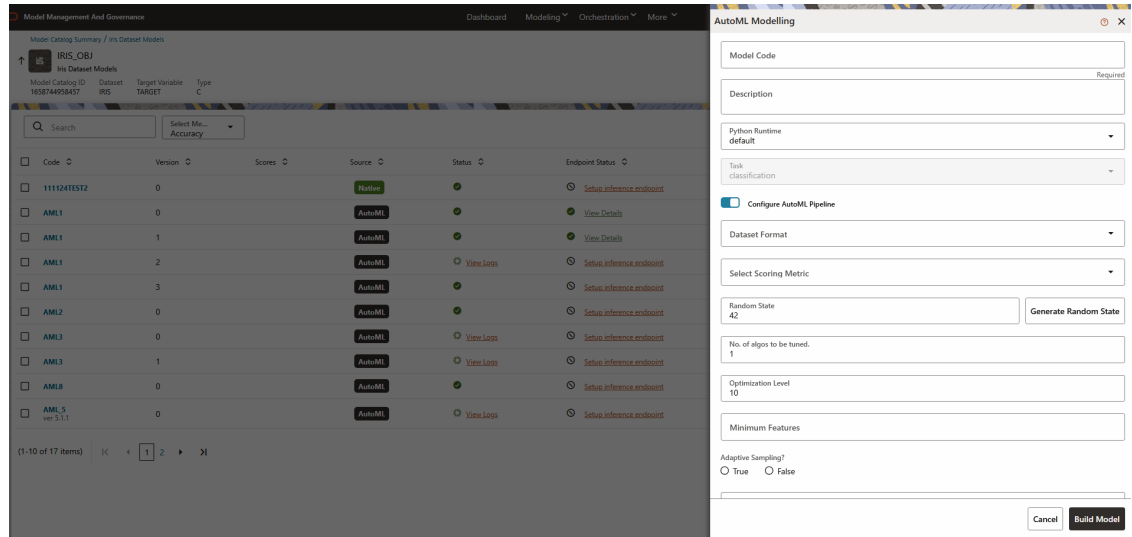 Model Management And Governance
Dashboard Modeling Orchestration More
Model Catalog Summary / Iris Dataset Models
IRIS_OBJ
Iris Dataset Models
Model Catalog ID Dataset Target Variable Type
1658744958457 IRIS TARGET C
Search
Select Me...
Accuracy
Code Version Scores Source Status Endpoint Status
111124TEST2 0 Native Setup inference endpoint
AML1 0 AutoML View Details
AML1 1 AutoML View Details
AML1 2 AutoML View Logs Setup inference endpoint
AML1 3 AutoML Setup inference endpoint
AML2 0 AutoML Setup inference endpoint
AML3 0 AutoML View Logs Setup inference endpoint
AML3 1 AutoML View Logs Setup inference endpoint
AML8 0 AutoML Setup inference endpoint
AML_5 0 AutoML View Logs Setup inference endpoint
ver 5.1.1
(1-10 of 17 items) 1 2
AutoML Modelling
Model Code
Required
Description
Python Runtime
default
Task
classification
Configure AutoML Pipeline
Dataset Format
Select Scoring Metric
Random State
42
Generate Random State
No. of algos to be tuned.
1
Optimization Level
10
Minimum Features
Adaptive Sampling?
True False
Cancel Build Model